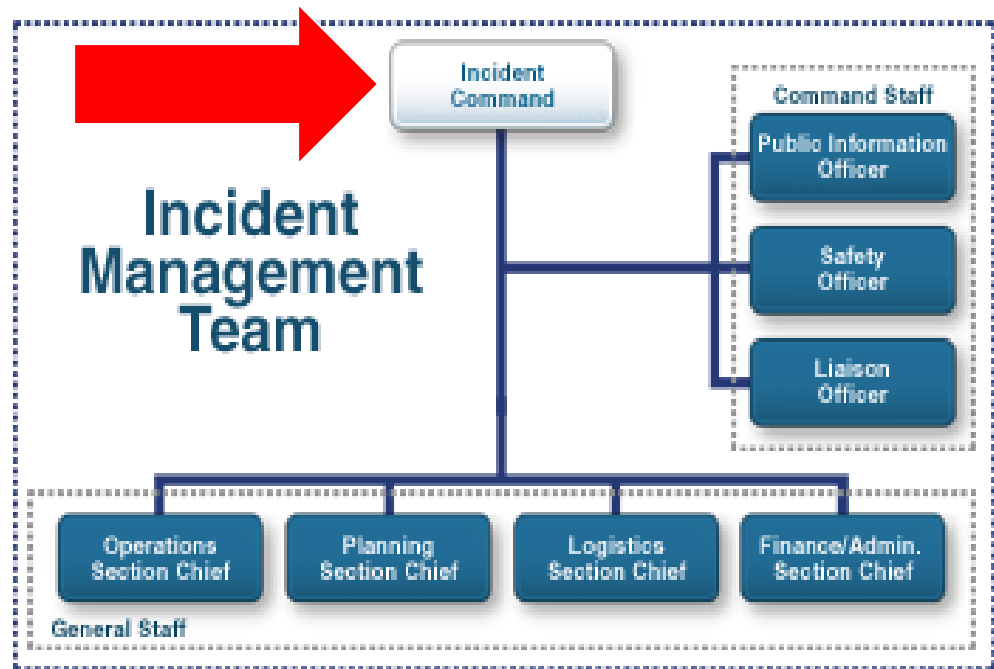 Incident
Command
Command Staff
Public Information
Officer
Incident
Management
Team
Safety
Officer
Liaison
Officer
Operations
Section Chief
Planning
Section Chief
Logistics
Section Chief
Finance/Admin.
Section Chief
General Staff